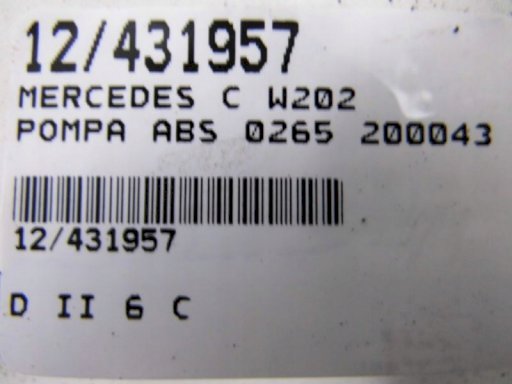 12/431957
MERCEDES C W202
POMPA ABS 0265 200043
12/431957
D II 6 C